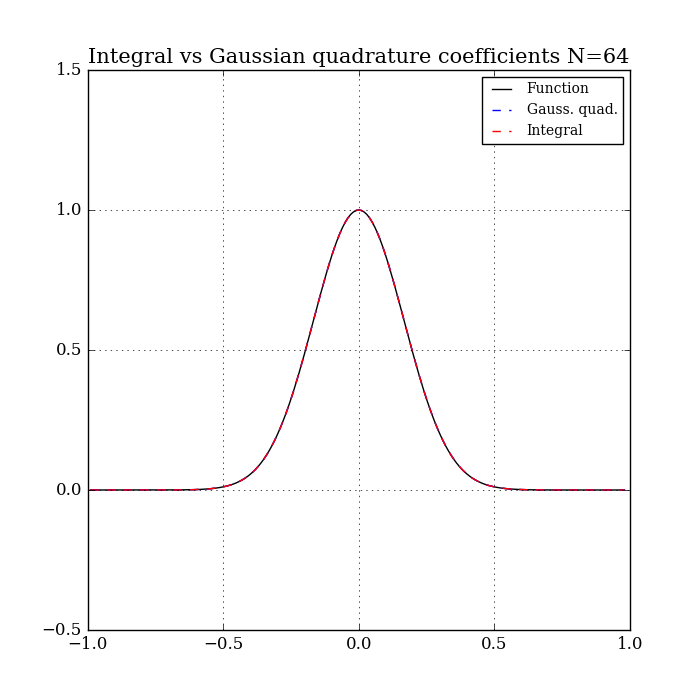 Integral vs Gaussian quadrature coefficients N=64
1.5
Function
Gauss. quad.
Integral
1.0
0.5
0.0
−0.5
−1.0
−0.5
0.0
0.5
1.0